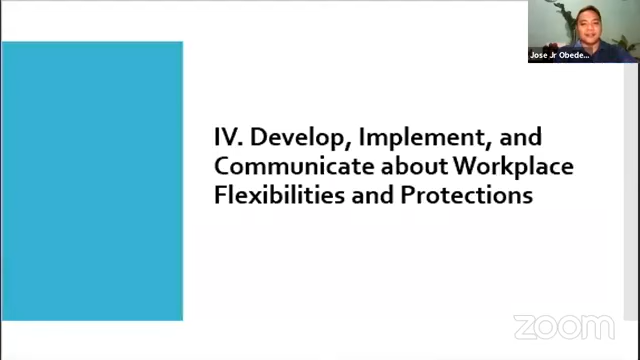 Jose Jr Obede...
IV. Develop, Implement, and
Communicate about Workplace
Flexibilities and Protections
zoom